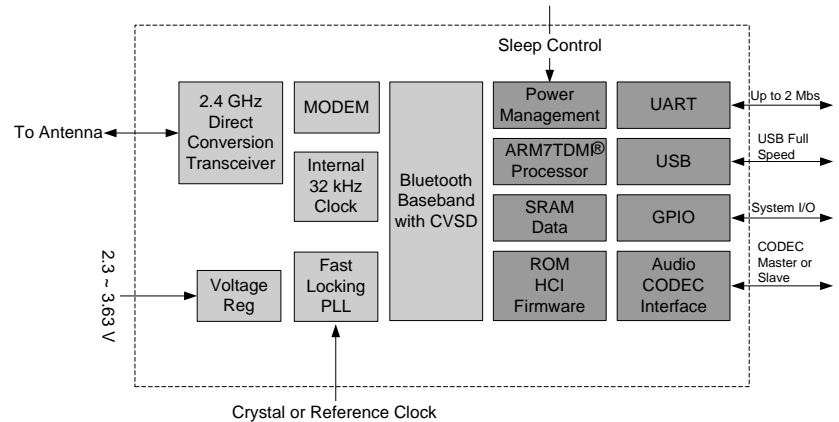 Sleep Control
2.4 GHz
Direct
Conversion
Transceiver
MODEM
Power
Management
UART
Up to 2 Mbs
To Antenna
Internal
32 kHz
Clock
Bluetooth
Baseband
with CVSD
ARM7TDMI®
Processor
USB
USB Full
Speed
SRAM
Data
GPIO
System I/O
2.3 ~ 3.63 V
Voltage
Reg
Fast
Locking
PLL
ROM
HCI
Firmware
Audio
CODEC
Interface
CODEC
Master or
Slave
Crystal or Reference Clock